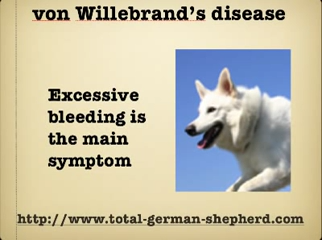 von Willebrand's disease
Excessive
bleeding is
the main
symptom
http://www.total-german-shepherd.com